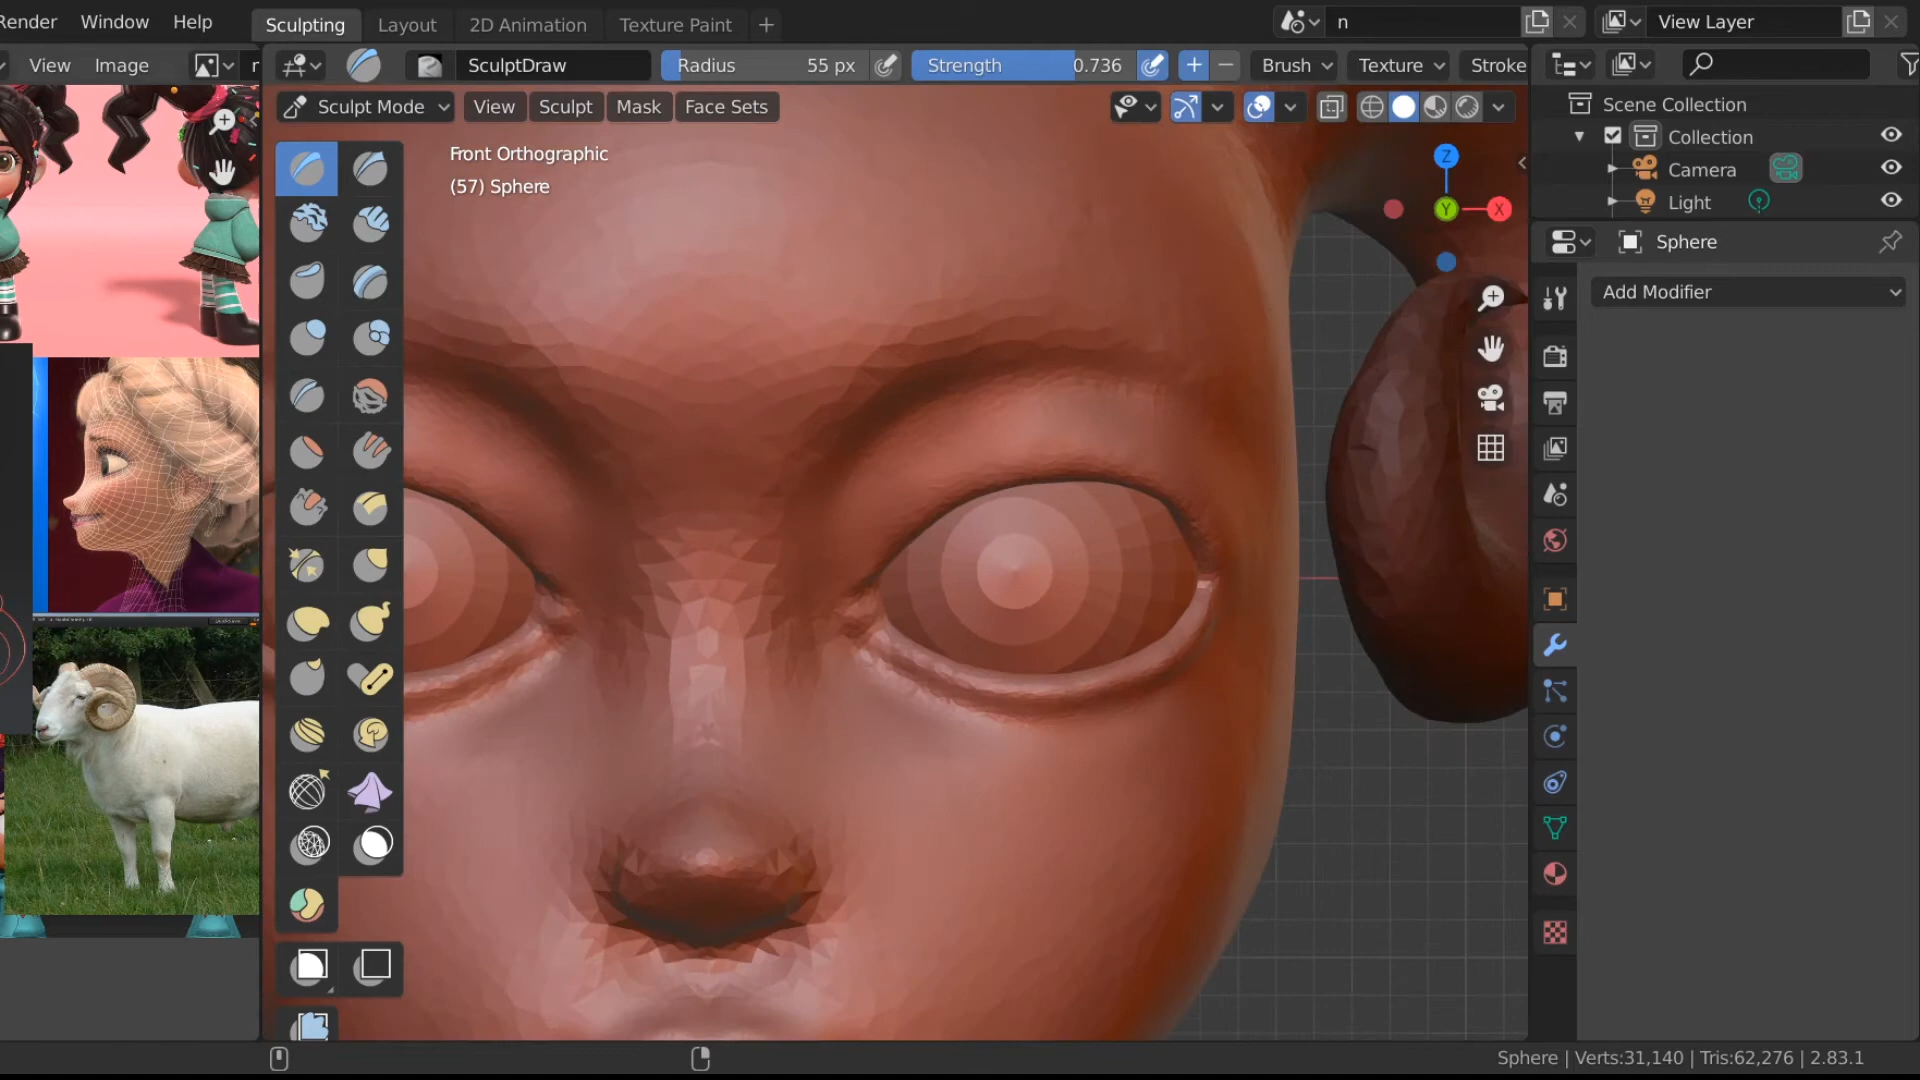 Render Window Help Sculpting Layout 2D Animation Texture Paint + n View Layer
View Image SculptDraw Radius 55 px Strength 0.736 + − Brush Texture Stroke
Sculpt Mode View Sculpt Mask Face Sets
Front Orthographic
(57) Sphere
Z
Y
X
Scene Collection
Collection
Camera
Light
Sphere
Add Modifier
Sphere | Verts:31,140 | Tris:62,276 | 2.83.1